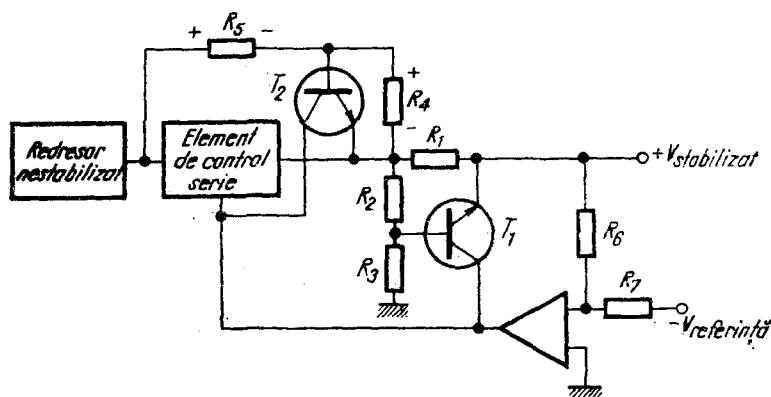 + R5 -
T2
+
R4
-
Redresor
nestabilizat
Element
de control
serie
R1
+Vstabilizat
R2
T1
R6
R3
R7
-Vreferință